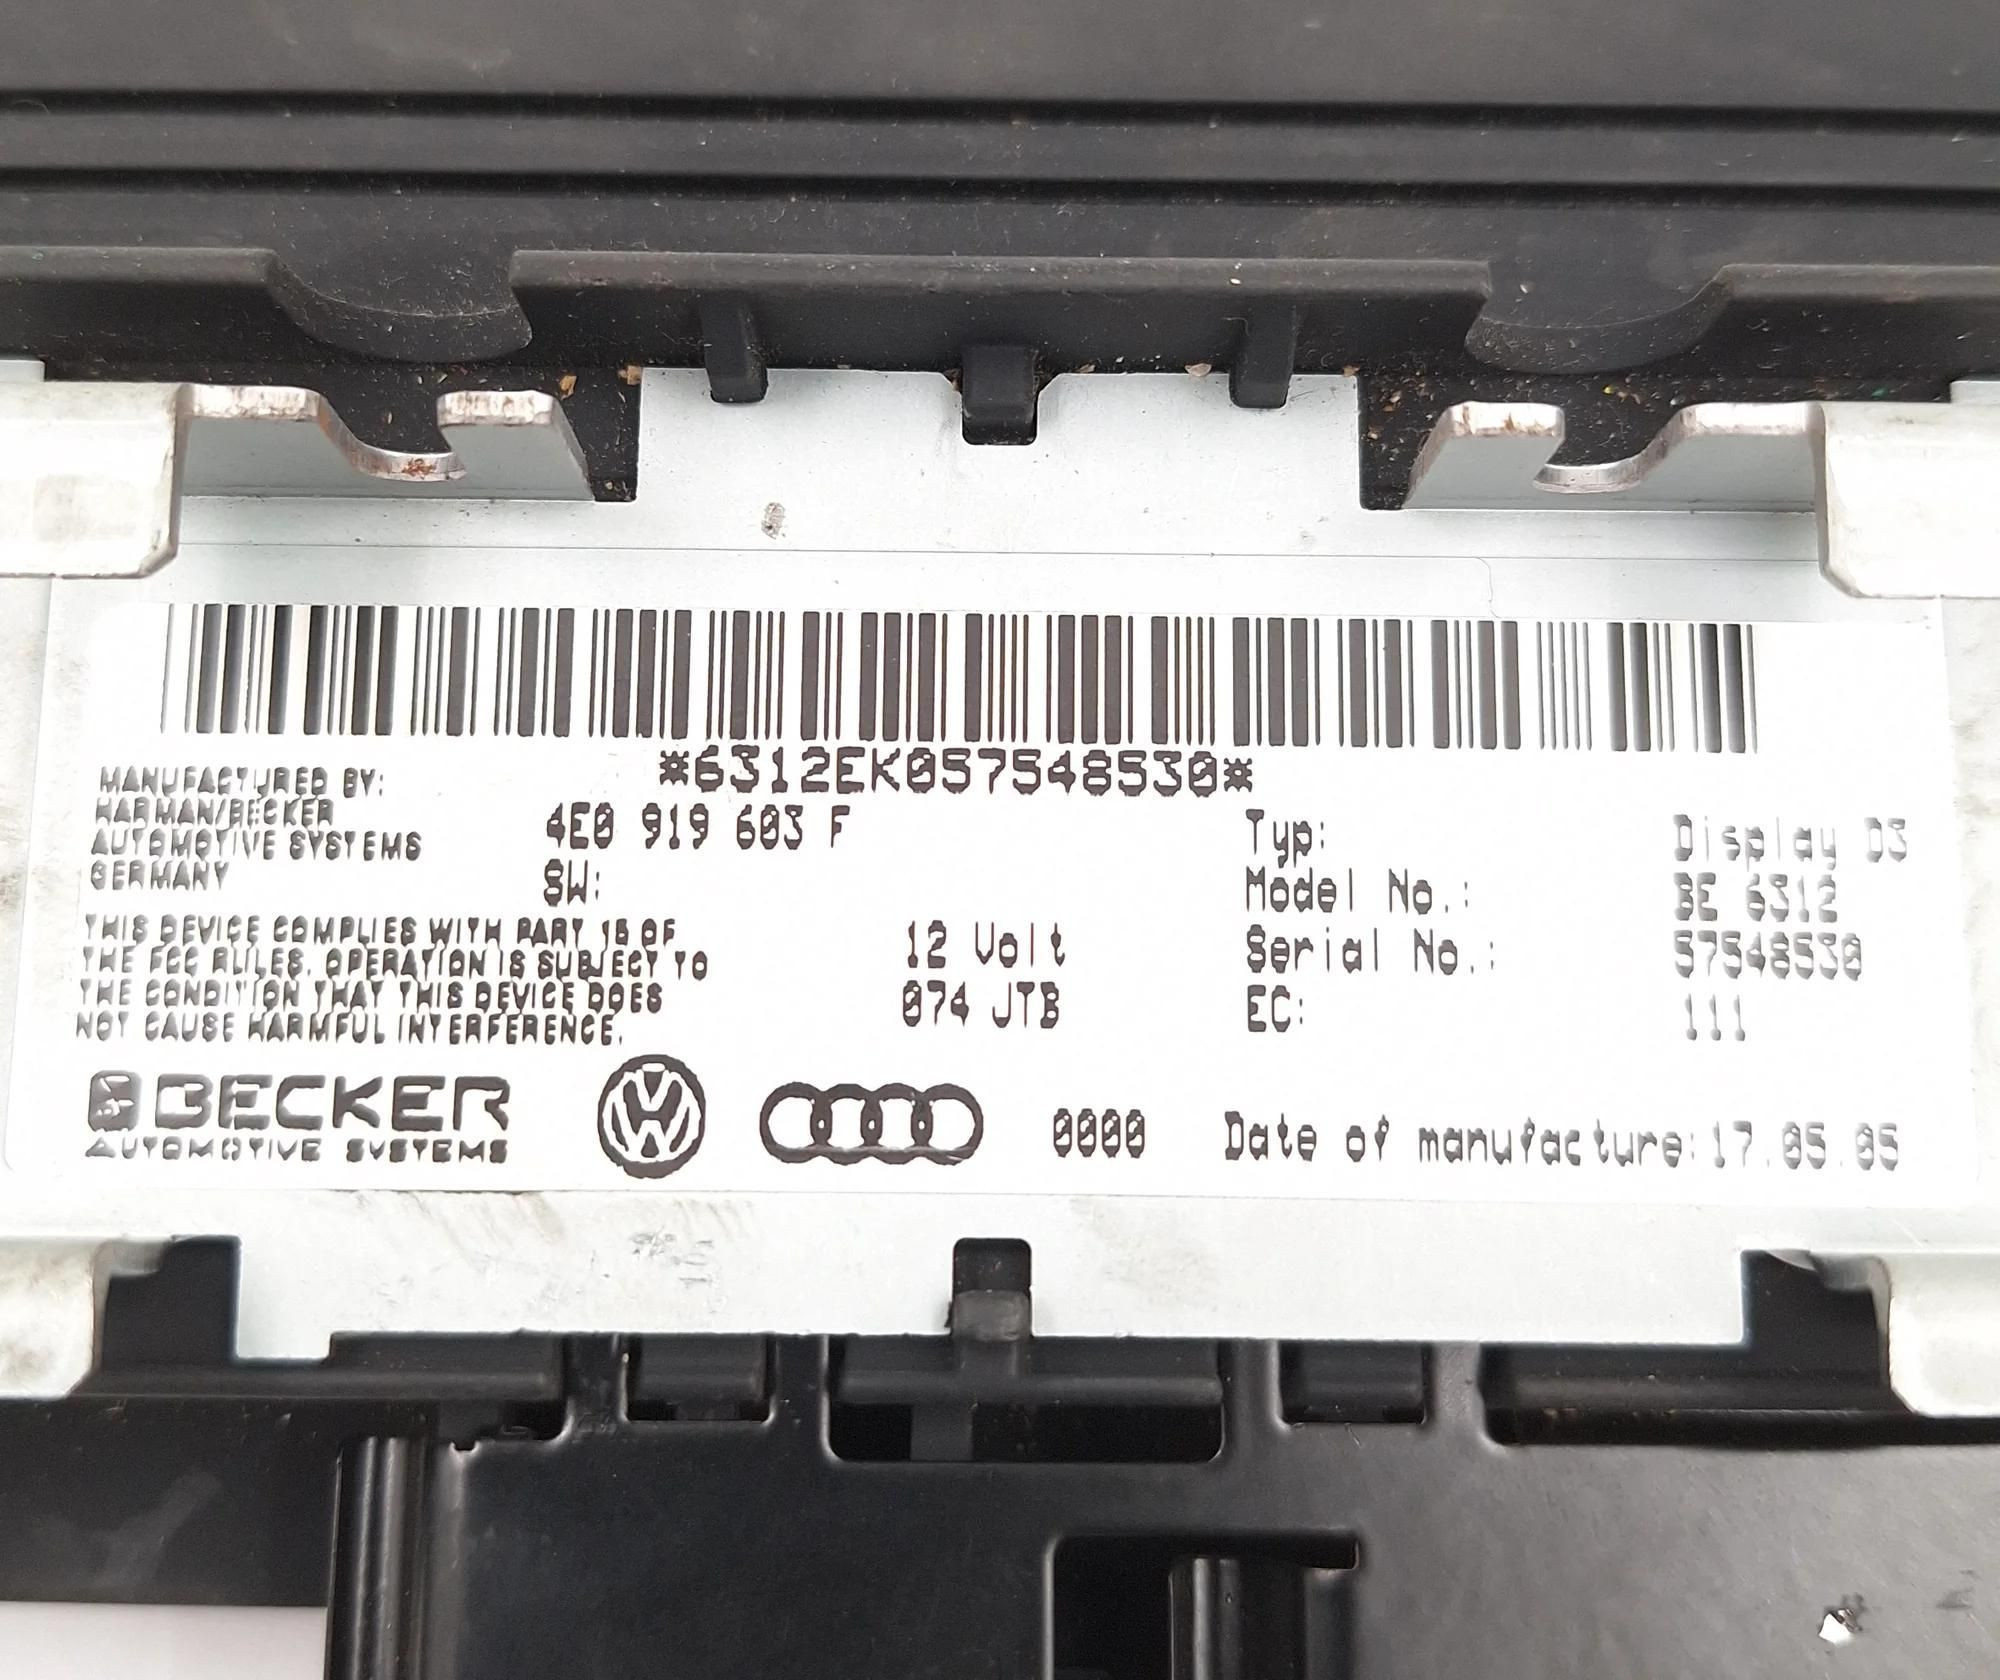 *6312EK057548530*
MANUFACTURED BY:
HARMAN/BECKER
AUTOMOTIVE SYSTEMS
GERMANY
4E0 919 603 F
SW:
THIS DEVICE COMPLIES WITH PART 15 OF
THE FCC RULES. OPERATION IS SUBJECT TO
THE CONDITION THAT THIS DEVICE DOES
NOT CAUSE HARMFUL INTERFERENCE.
12 Volt
074 JTB
Typ: Display D3
Model No.: BE 6312
Serial No.: 57548530
EC: 111
BECKER
AUTOMOTIVE SYSTEMS
VW
0000
Date of manufacture: 17.05.05